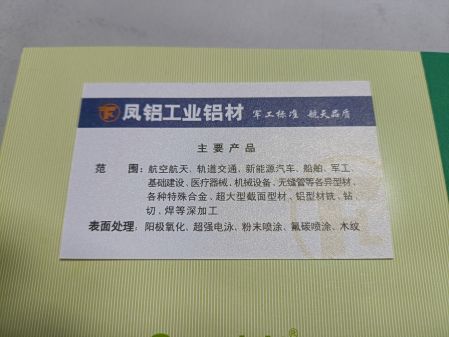 凤铝工业铝材 军工标准 航天品质
主要产品
范 围：航空航天、轨道交通、新能源汽车、船舶、军工、
基础建设、医疗器械、机械设备、无缝管等各异型材，
各种特殊合金，超大型截面型材，铝型材铣、钻、
切、焊等深加工
表面处理：阳极氧化、超强电泳、粉末喷涂、氟碳喷涂、木纹
®